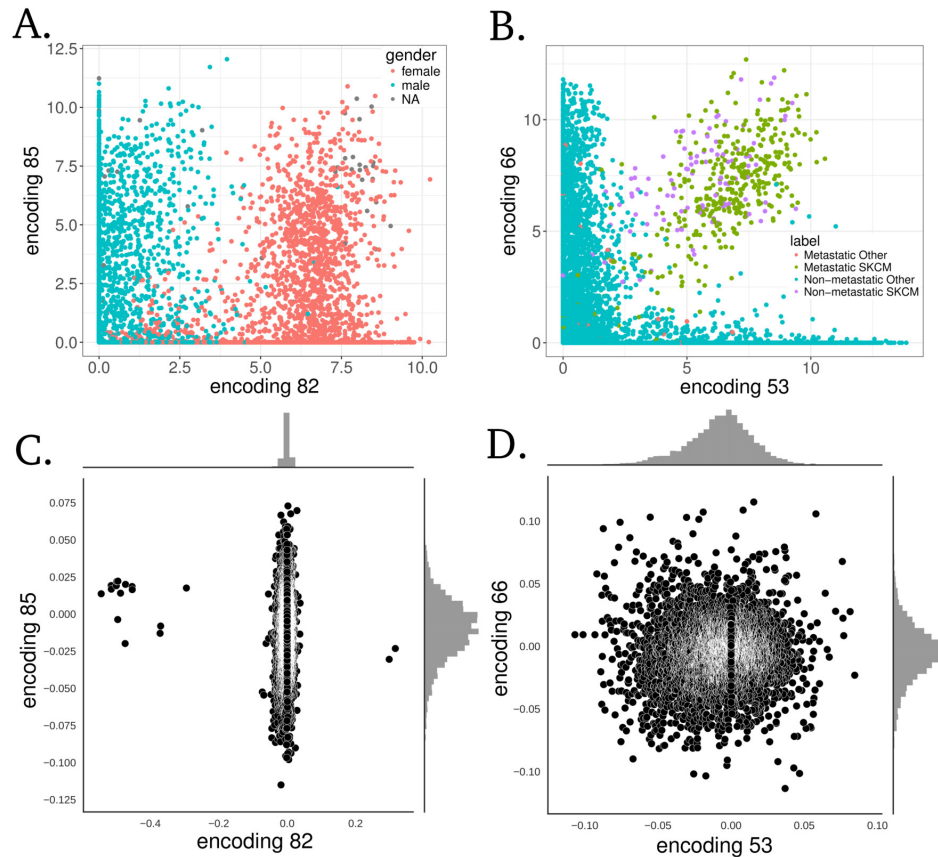 A.
encoding 85
12.5
10.0
7.5
5.0
2.5
0.0
gender
female
male
NA
0.0 2.5 5.0 7.5 10.0
encoding 82
B.
encoding 66
10
5
0
label
Metastatic Other
Metastatic SKCM
Non-metastatic Other
Non-metastatic SKCM
0 5 10
encoding 53
C.
encoding 85
0.075
0.050
0.025
0.000
−0.025
−0.050
−0.075
−0.100
−0.125
−0.4 −0.2 0.0 0.2
encoding 82
D.
encoding 66
0.10
0.05
0.00
−0.05
−0.10
−0.10 −0.05 0.00 0.05 0.10
encoding 53